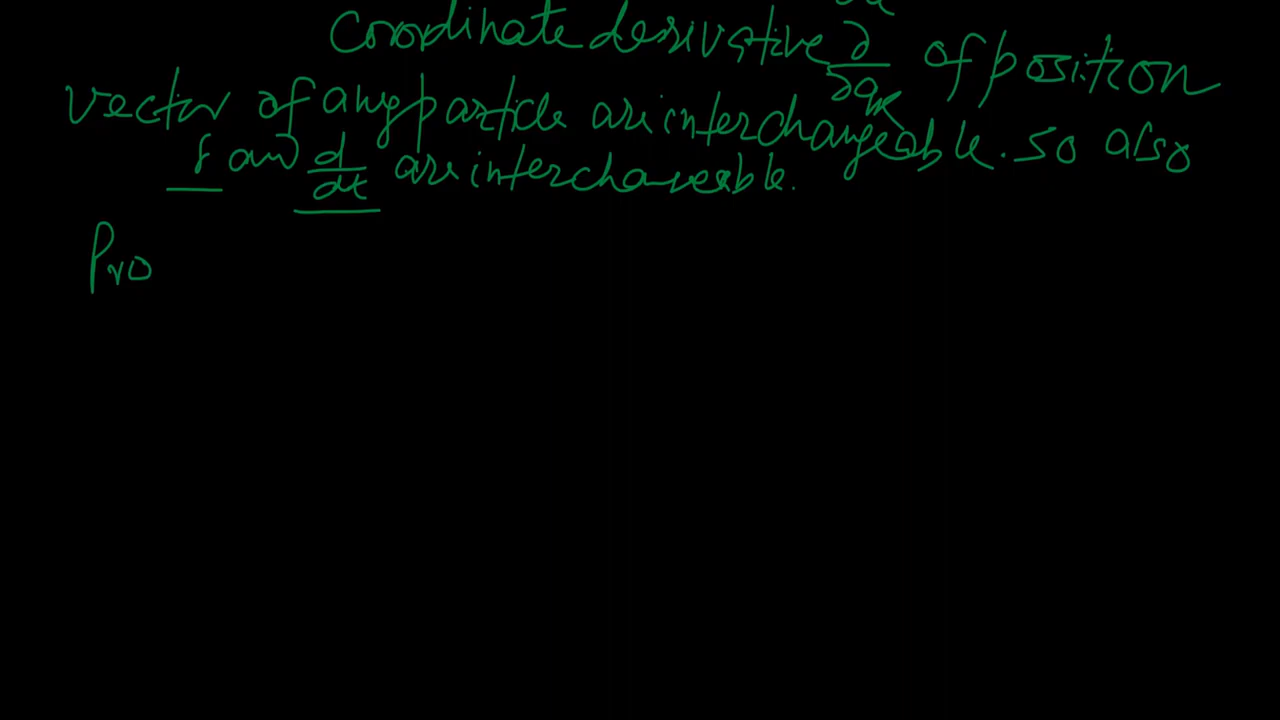 Coordinate derivative ∂/∂qk of position
vector of any particle are interchangeable. so also
δ and d/dt are interchangeable.
Pro